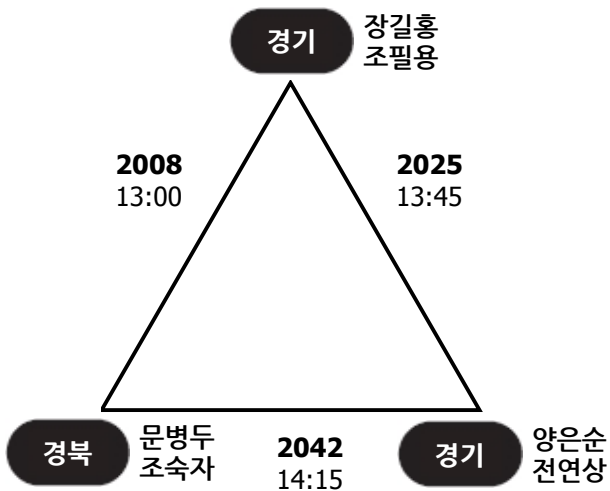 경기
장길홍
조필용
2008
13:00
2025
13:45
경북
문병두
조숙자
2042
14:15
경기
양은순
전연상